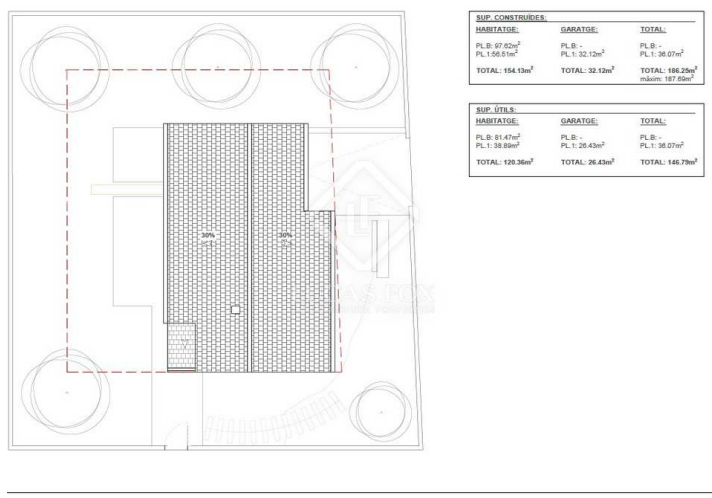 SUP. CONSTRUÏDES:
HABITATGE: GARATGE: TOTAL:
PL.B: 97.62m² PL.B: - PL.B: -
PL.1:56.51m² PL.1: 32.12m² PL.1: 36.07m²
TOTAL: 154.13m² TOTAL: 32.12m² TOTAL: 186.25m²
màxim: 187.69m²
SUP. ÚTILS:
HABITATGE: GARATGE: TOTAL:
PL.B: 81.47m² PL.B: - PL.B: -
PL.1: 38.89m² PL.1: 26.43m² PL.1: 36.07m²
TOTAL: 120.36m² TOTAL: 26.43m² TOTAL: 146.79m²
30% 30%
LUCAS FOX